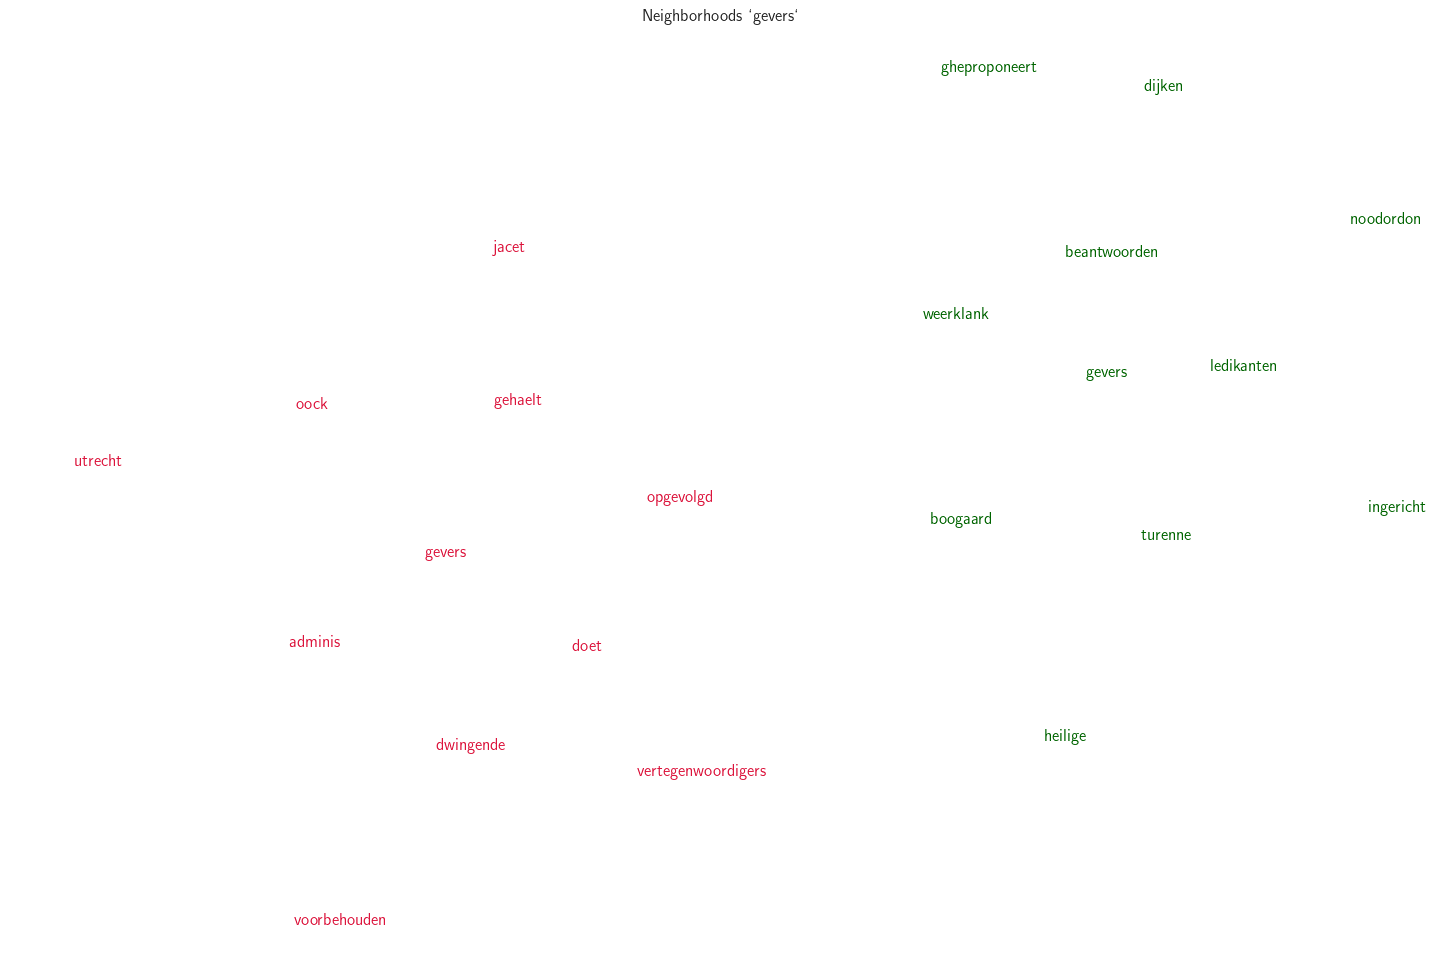 Neighborhoods ‘gevers‘
gheproponeert
dijken
noodordon
jacet
beantwoorden
weerklank
ledikanten
gevers
gehaelt
oock
utrecht
opgevolgd
ingericht
boogaard
turenne
gevers
adminis
doet
heilige
dwingende
vertegenwoordigers
voorbehouden